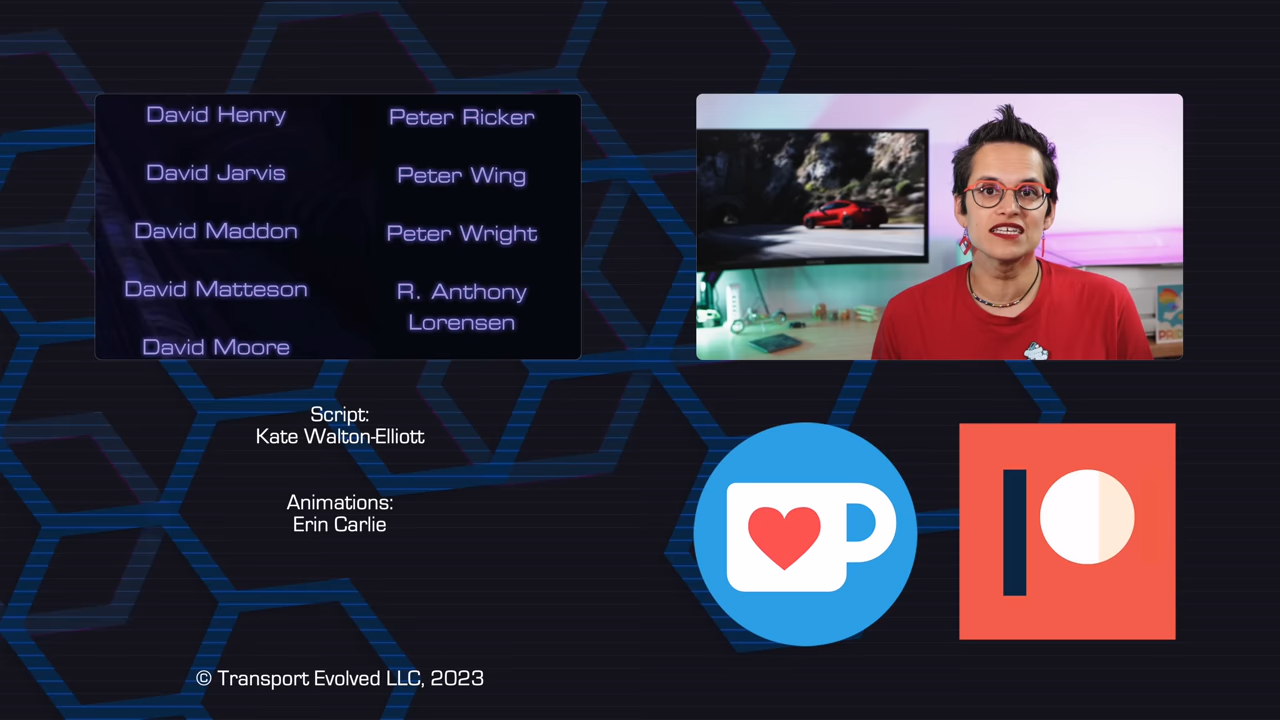 David Henry
David Jarvis
David Maddon
David Matteson
David Moore
Peter Ricker
Peter Wing
Peter Wright
R. Anthony
Lorensen
Script:
Kate Walton-Elliott
Animations:
Erin Carlie
© Transport Evolved LLC, 2023